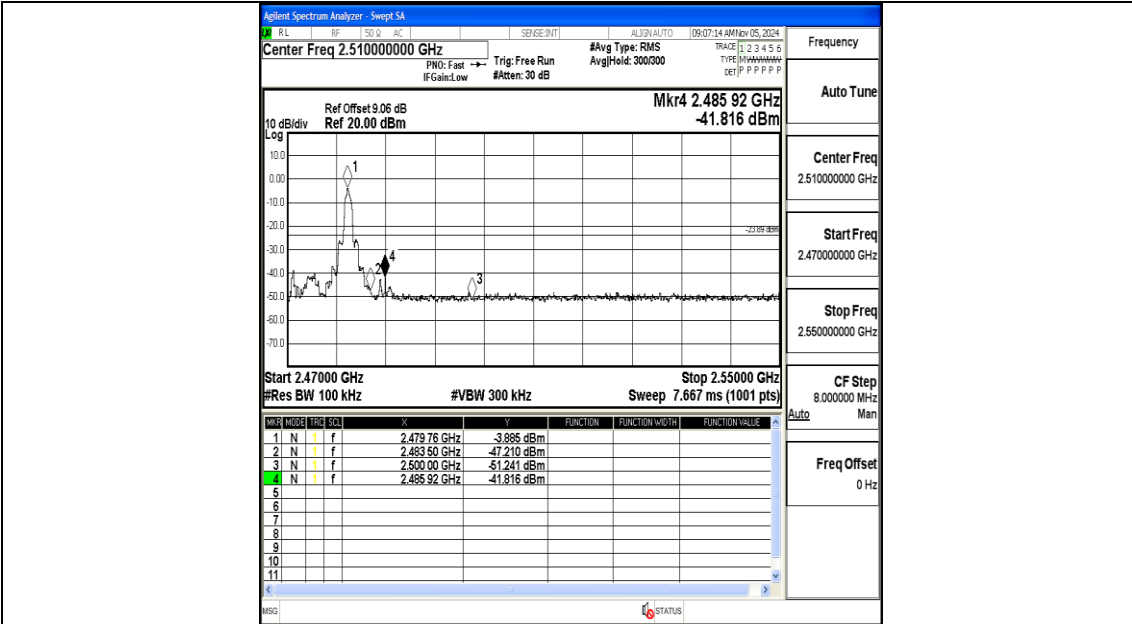 Agilent Spectrum Analyzer - Swept SA
RL RF 50 Ω AC SENSE:INT ALIGN AUTO 09:07:14 AM Nov 05, 2024
Center Freq 2.510000000 GHz
#Avg Type: RMS
TRACE 1 2 3 4 5 6
PNO: Fast
Trig: Free Run
Avg|Hold: 300/300
TYPE M WWWWW
IFGain:Low
#Atten: 30 dB
DET P P P P P P
Mkr4 2.485 92 GHz
-41.816 dBm
Ref Offset 9.06 dB
10 dB/div Ref 20.00 dBm
Log
10.0
0.00
-10.0
-20.0
-30.0
-40.0
-50.0
-60.0
-70.0
1
2
4
3
-23.89 dBm
Start 2.47000 GHz
Stop 2.55000 GHz
#Res BW 100 kHz
#VBW 300 kHz
Sweep 7.667 ms (1001 pts)
MKR MODE TRC SCL X Y FUNCTION FUNCTION WIDTH FUNCTION VALUE
1 N 1 f 2.479 76 GHz -3.885 dBm
2 N 1 f 2.483 50 GHz -47.210 dBm
3 N 1 f 2.500 00 GHz -51.241 dBm
4 N 1 f 2.485 92 GHz -41.816 dBm
5
6
7
8
9
10
11
MSG
STATUS
Frequency
Auto Tune
Center Freq
2.510000000 GHz
Start Freq
2.470000000 GHz
Stop Freq
2.550000000 GHz
CF Step
8.000000 MHz
Auto Man
Freq Offset
0 Hz